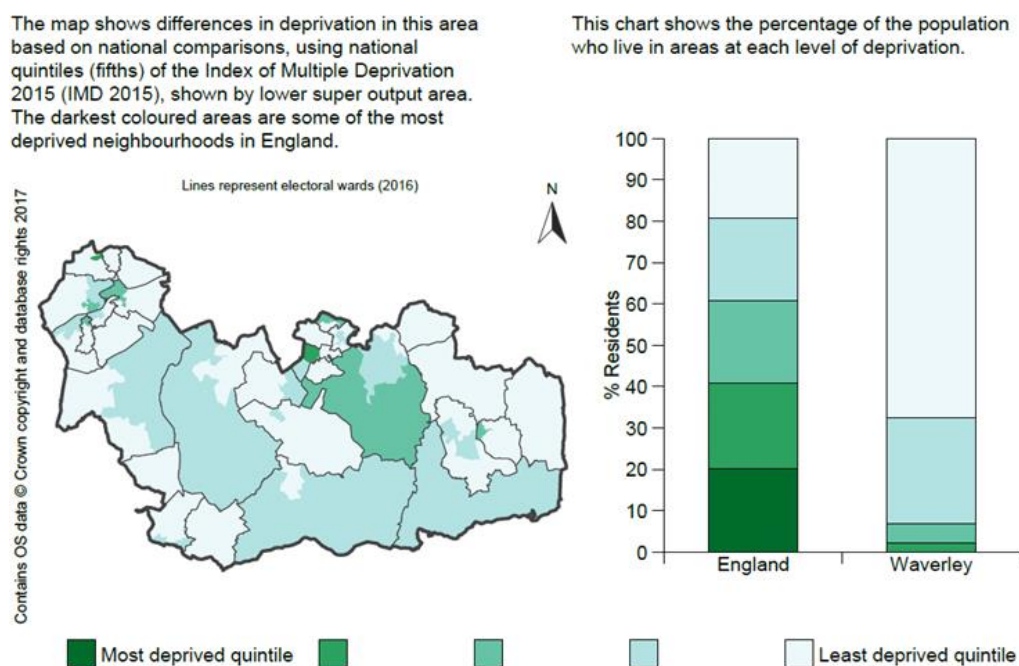 The map shows differences in deprivation in this area
based on national comparisons, using national
quintiles (fifths) of the Index of Multiple Deprivation
2015 (IMD 2015), shown by lower super output area.
The darkest coloured areas are some of the most
deprived neighbourhoods in England.
Lines represent electoral wards (2016)
N
Contains OS data © Crown copyright and database rights 2017
This chart shows the percentage of the population
who live in areas at each level of deprivation.
% Residents
100
90
80
70
60
50
40
30
20
10
0
England
Waverley
Most deprived quintile
Least deprived quintile